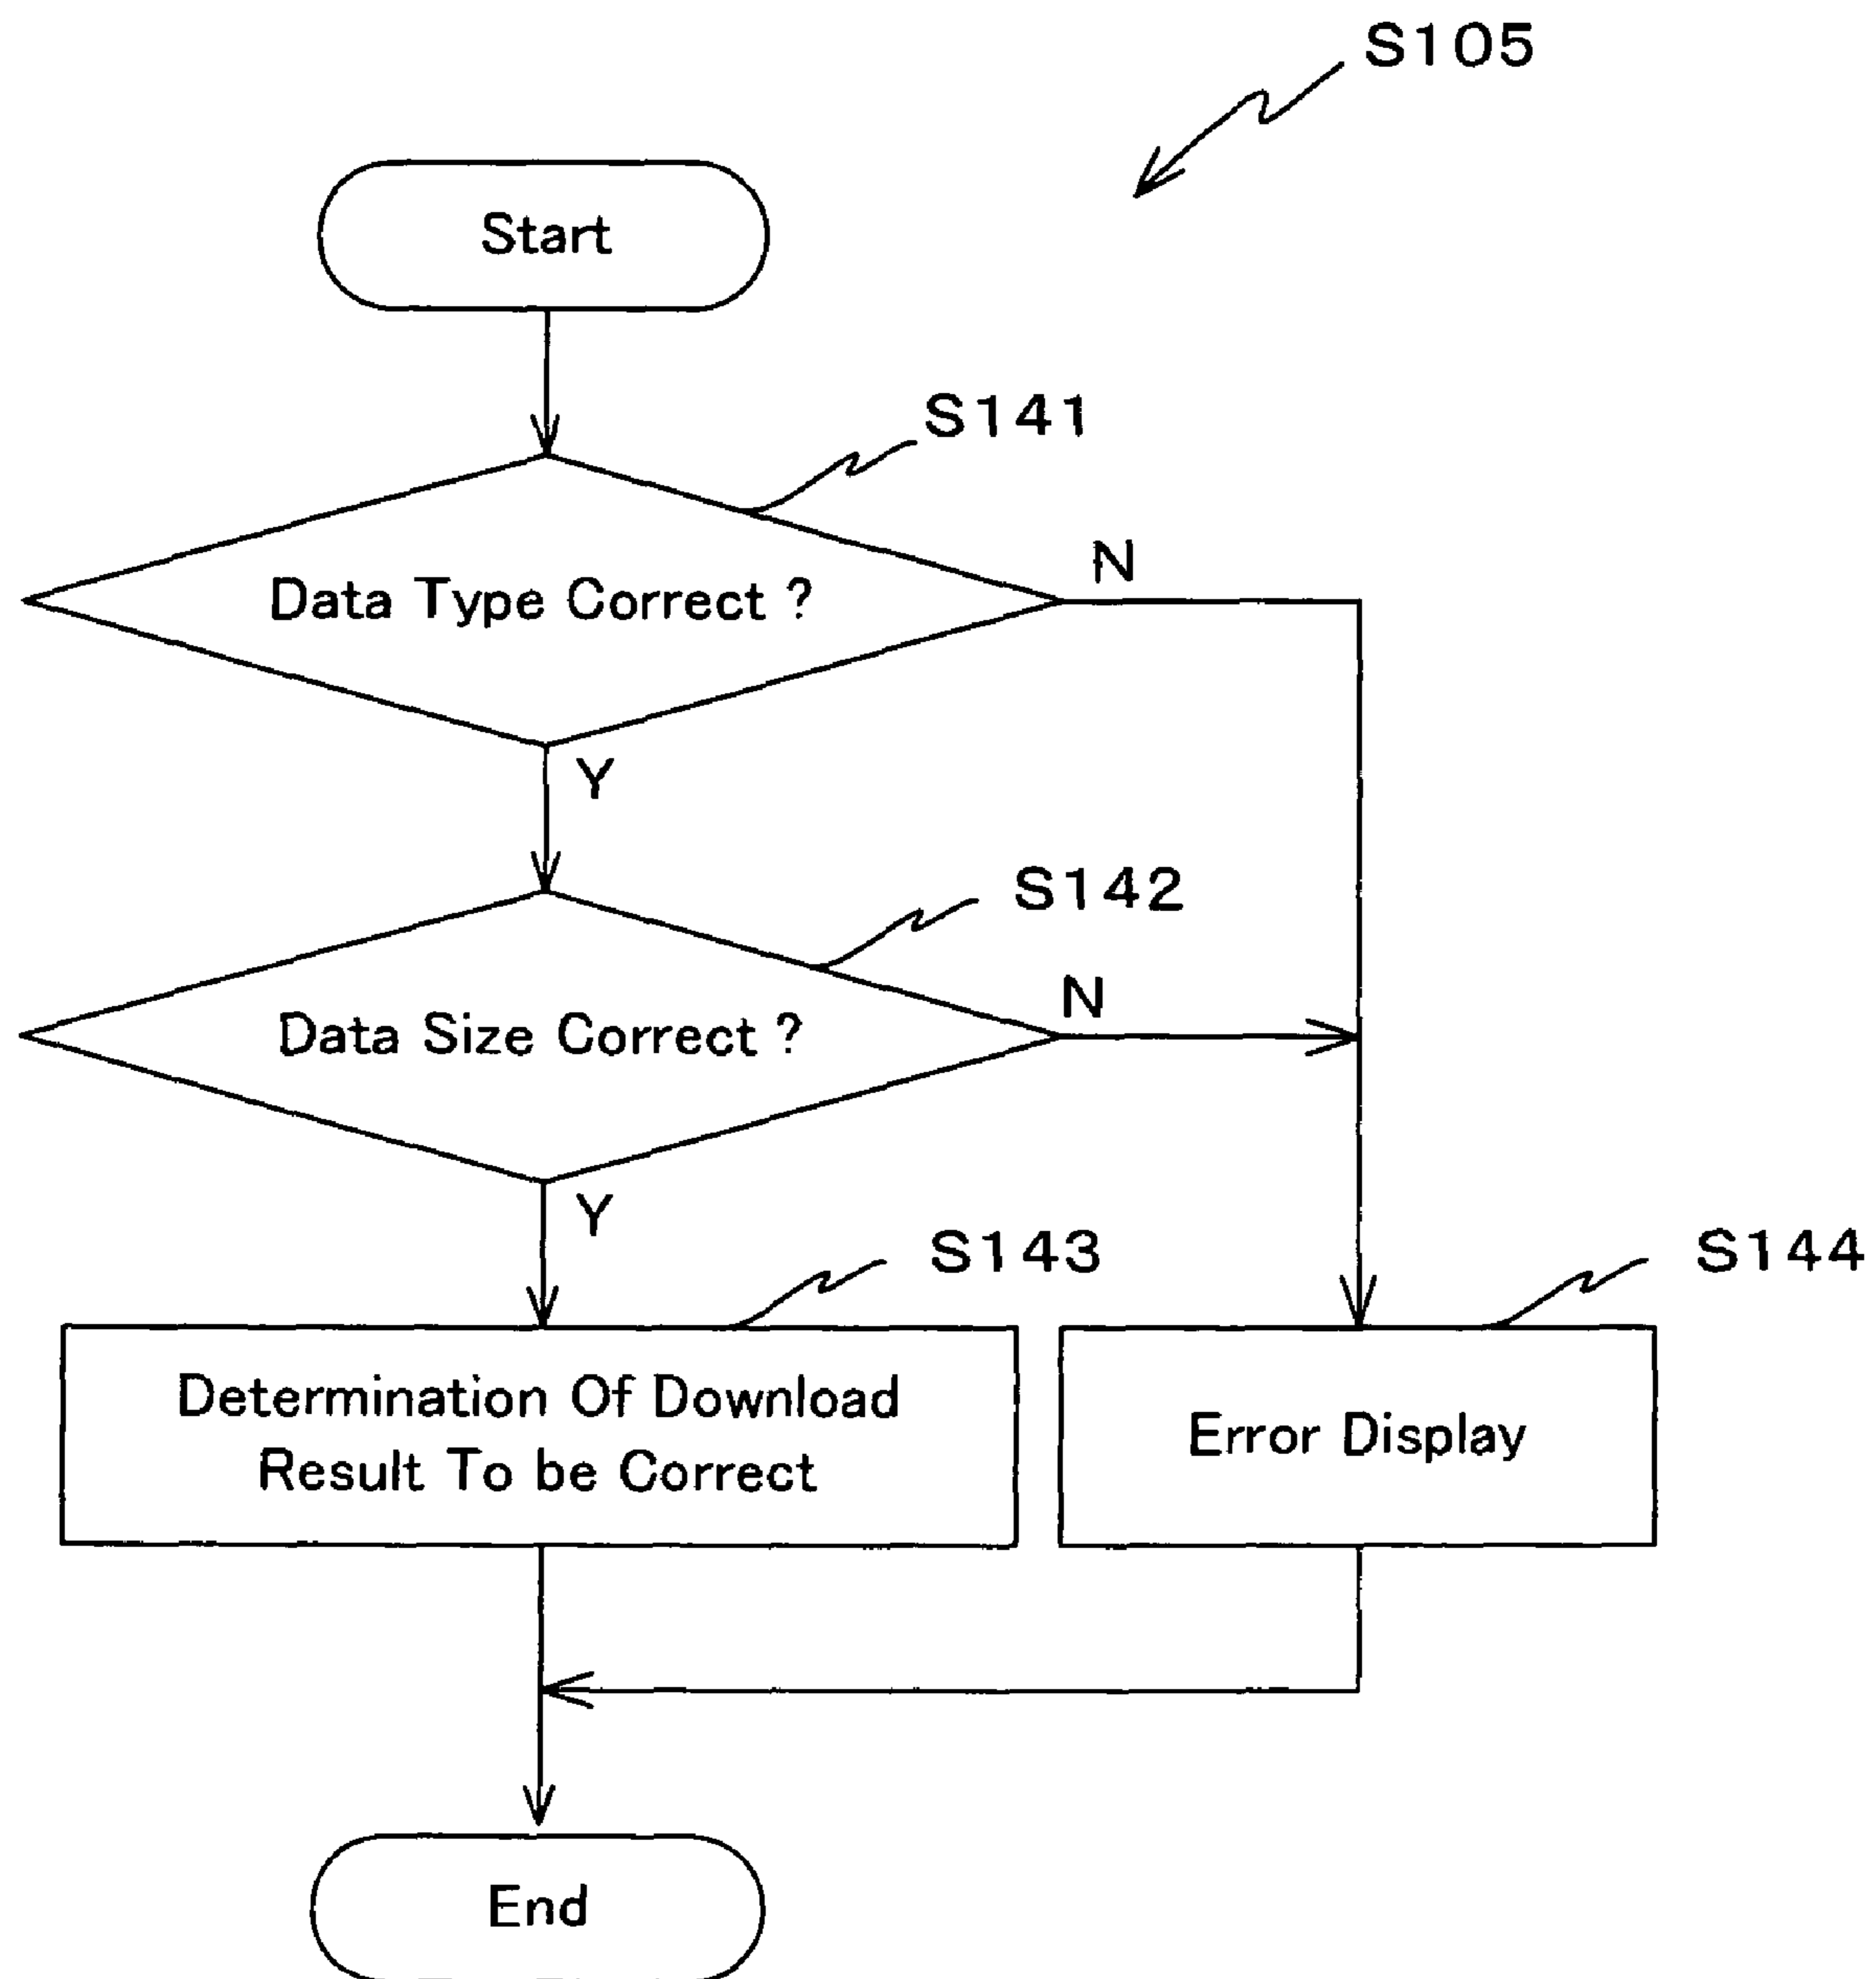 S105
Start
S141
Data Type Correct ?
N
Y
S142
Data Size Correct ?
N
Y
S143
S144
Determination Of Download
Result To be Correct
Error Display
End